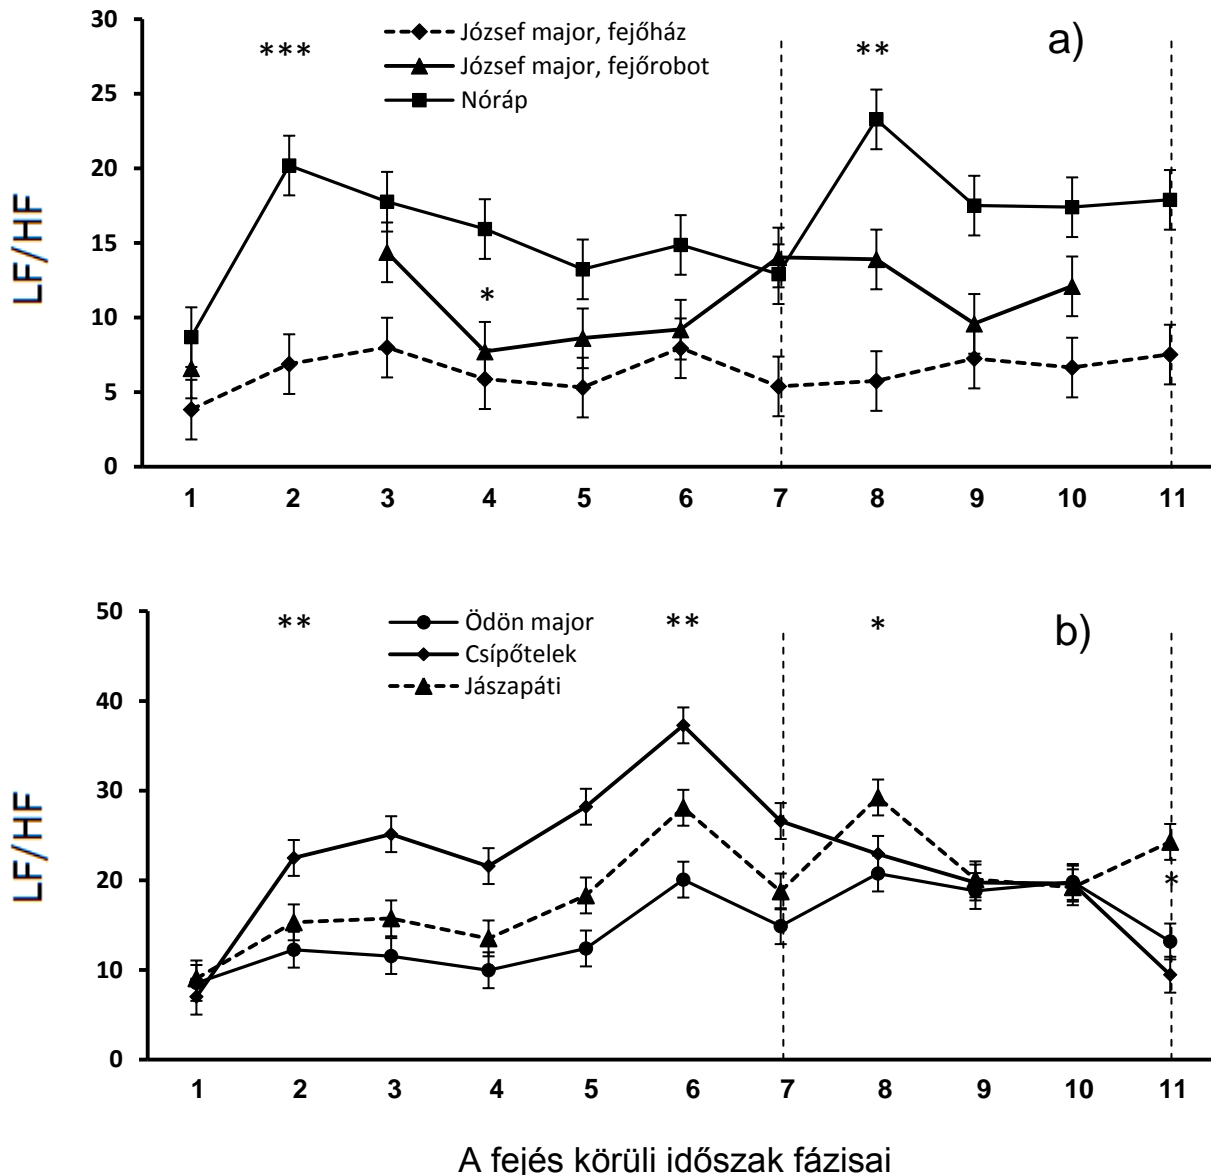 30
25
20
15
10
5
0
LF/HF
József major, fejőház
József major, fejőrobot
Nóráp
a)
***
**
*
1 2 3 4 5 6 7 8 9 10 11
50
40
30
20
10
0
LF/HF
Ödön major
Csípőtelek
Jászapáti
b)
**
**
*
*
1 2 3 4 5 6 7 8 9 10 11
A fejés körüli időszak fázisai